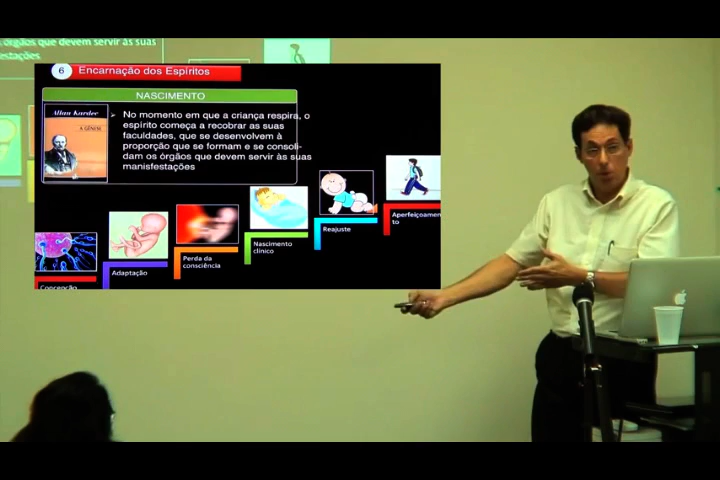 órgãos que devem servir às suas
estações
6 Encarnação dos Espíritos
NASCIMENTO
Allan Kardec
A GÊNESE
➢ No momento em que a criança respira, o
espírito começa a recobrar as suas
faculdades, que se desenvolvem à
proporção que se formam e se consoli-
dam os órgãos que devem servir às suas
manisfestações
Aperfeiçoamen
to
Reajuste
Nascimento
clínico
Perda da
consciência
Adaptação
Concepção